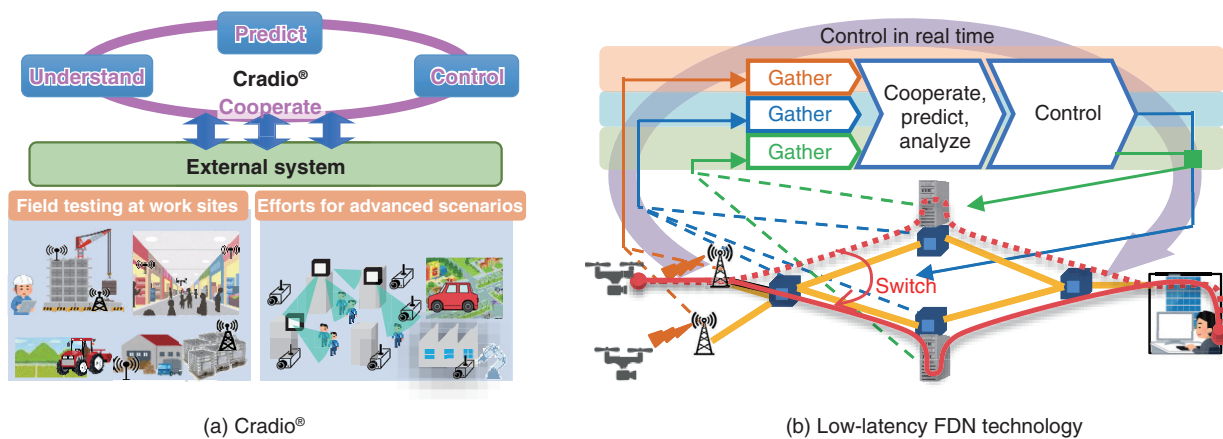 Predict
Understand
Control
Cradio®
Cooperate
External system
Field testing at work sites
Efforts for advanced scenarios
(a) Cradio®
Control in real time
Gather
Gather
Gather
Cooperate,
predict,
analyze
Control
Switch
(b) Low-latency FDN technology